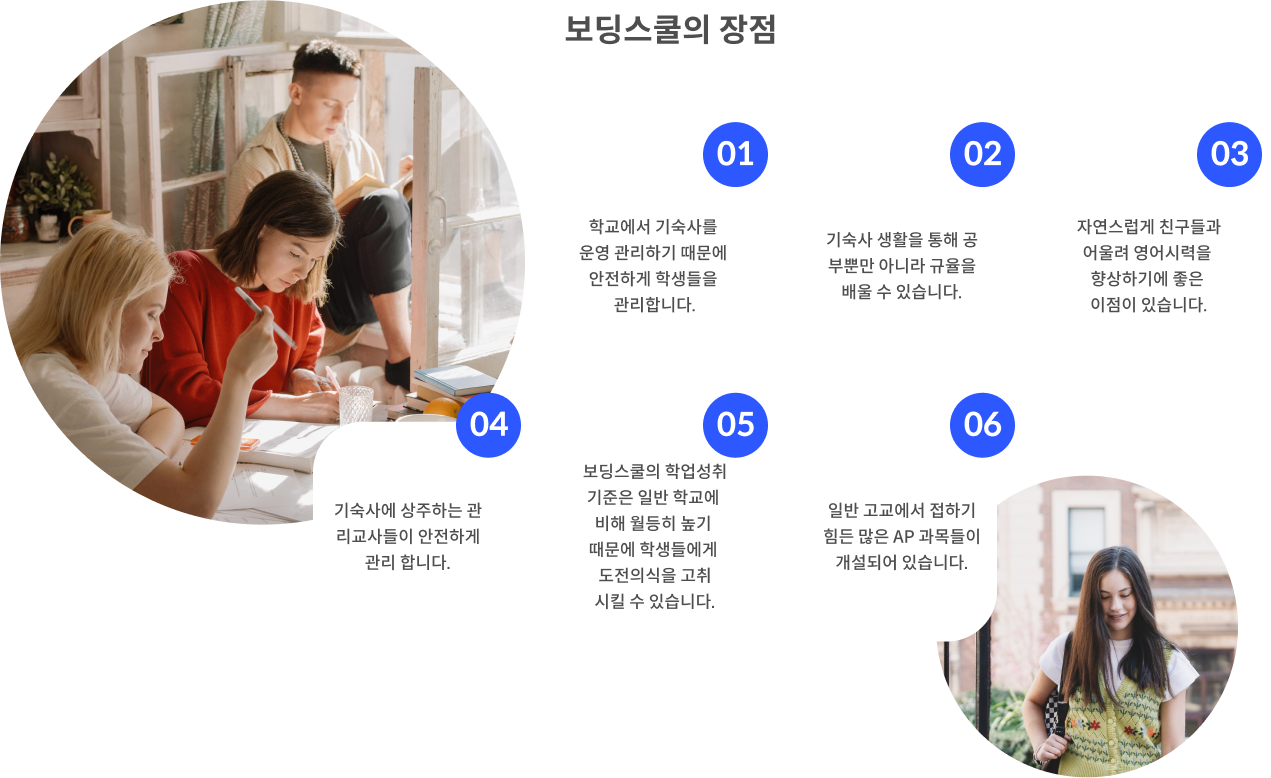 보딩스쿨의 장점
01
학교에서 기숙사를
운영 관리하기 때문에
안전하게 학생들을
관리합니다.
02
기숙사 생활을 통해 공
부뿐만 아니라 규율을
배울 수 있습니다.
03
자연스럽게 친구들과
어울려 영어시력을
향상하기에 좋은
이점이 있습니다.
04
기숙사에 상주하는 관
리교사들이 안전하게
관리 합니다.
05
보딩스쿨의 학업성취
기준은 일반 학교에
비해 월등히 높기
때문에 학생들에게
도전의식을 고취
시킬 수 있습니다.
06
일반 고교에서 접하기
힘든 많은 AP 과목들이
개설되어 있습니다.